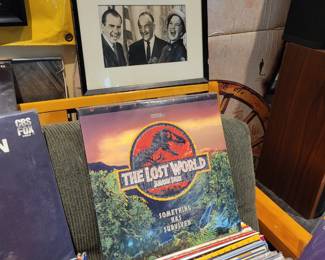 CBS
FOX
N
THE LOST WORLD
JURASSIC PARK
SOMETHING
HAS
SURVIVED